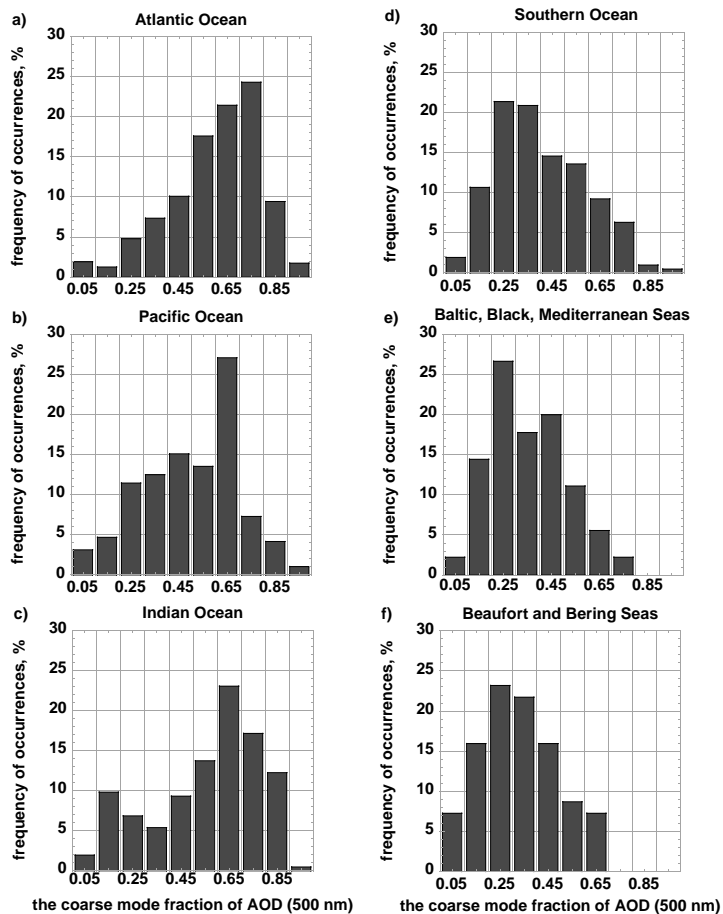 a)
Atlantic Ocean
frequency of occurrences, %
30
25
20
15
10
5
0
0.05 0.25 0.45 0.65 0.85
b)
Pacific Ocean
frequency of occurrences, %
30
25
20
15
10
5
0
0.05 0.25 0.45 0.65 0.85
c)
Indian Ocean
frequency of occurrences, %
30
25
20
15
10
5
0
0.05 0.25 0.45 0.65 0.85
the coarse mode fraction of AOD (500 nm)
d)
Southern Ocean
frequency of occurrences, %
30
25
20
15
10
5
0
0.05 0.25 0.45 0.65 0.85
e)
Baltic, Black, Mediterranean Seas
frequency of occurrences, %
30
25
20
15
10
5
0
0.05 0.25 0.45 0.65 0.85
f)
Beaufort and Bering Seas
frequency of occurrences, %
30
25
20
15
10
5
0
0.05 0.25 0.45 0.65 0.85
the coarse mode fraction of AOD (500 nm)